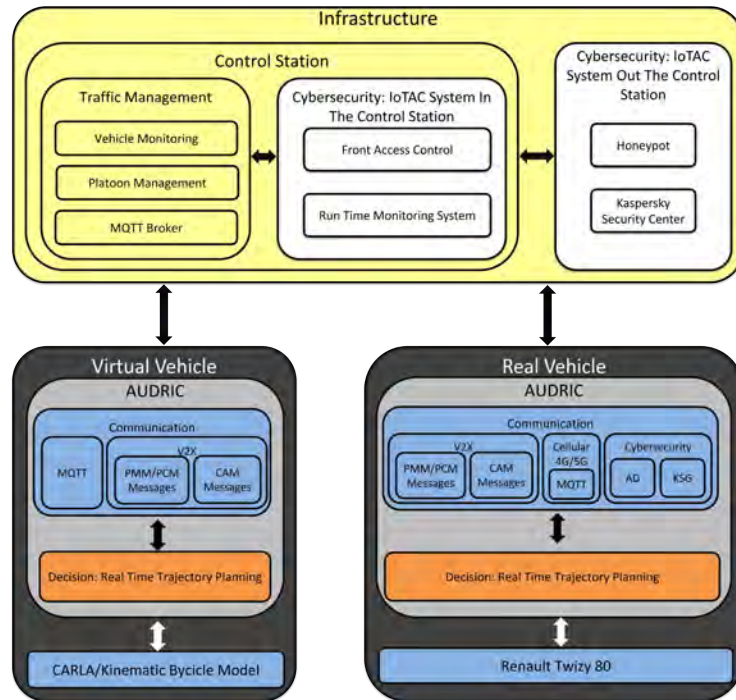 Infrastructure
Control Station
Traffic Management
Vehicle Monitoring
Platoon Management
MQTT Broker
Cybersecurity: IoTAC System In
The Control Station
Front Access Control
Run Time Monitoring System
Cybersecurity: IoTAC
System Out The Control
Station
Honeypot
Kaspersky
Security Center
Virtual Vehicle
AUDRIC
Communication
MQTT
V2X
PMM/PCM
Messages
CAM
Messages
Decision: Real Time Trajectory Planning
CARLA/Kinematic Bycicle Model
Real Vehicle
AUDRIC
Communication
V2X
PMM/PCM
Messages
CAM
Messages
Cellular
4G/5G
MQTT
Cybersecurity
AD
KSG
Decision: Real Time Trajectory Planning
Renault Twizy 80